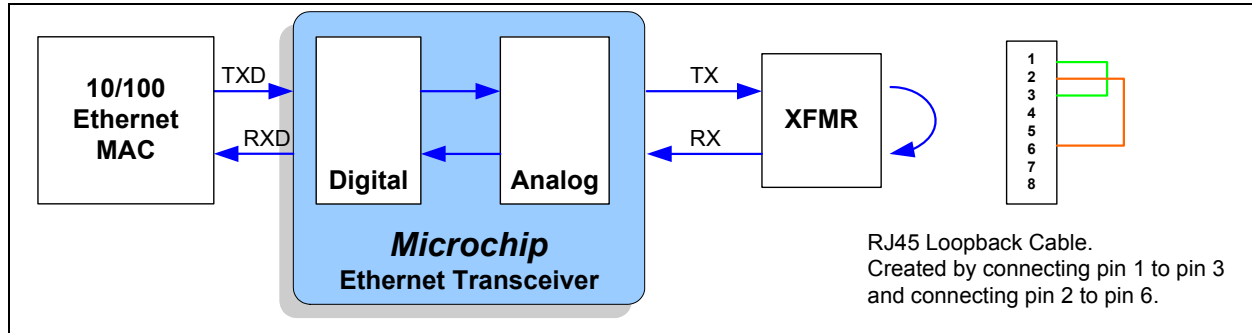 10/100
Ethernet
MAC
TXD
RXD
Digital
Analog
Microchip
Ethernet Transceiver
TX
RX
XFMR
1
2
3
4
5
6
7
8
RJ45 Loopback Cable.
Created by connecting pin 1 to pin 3
and connecting pin 2 to pin 6.